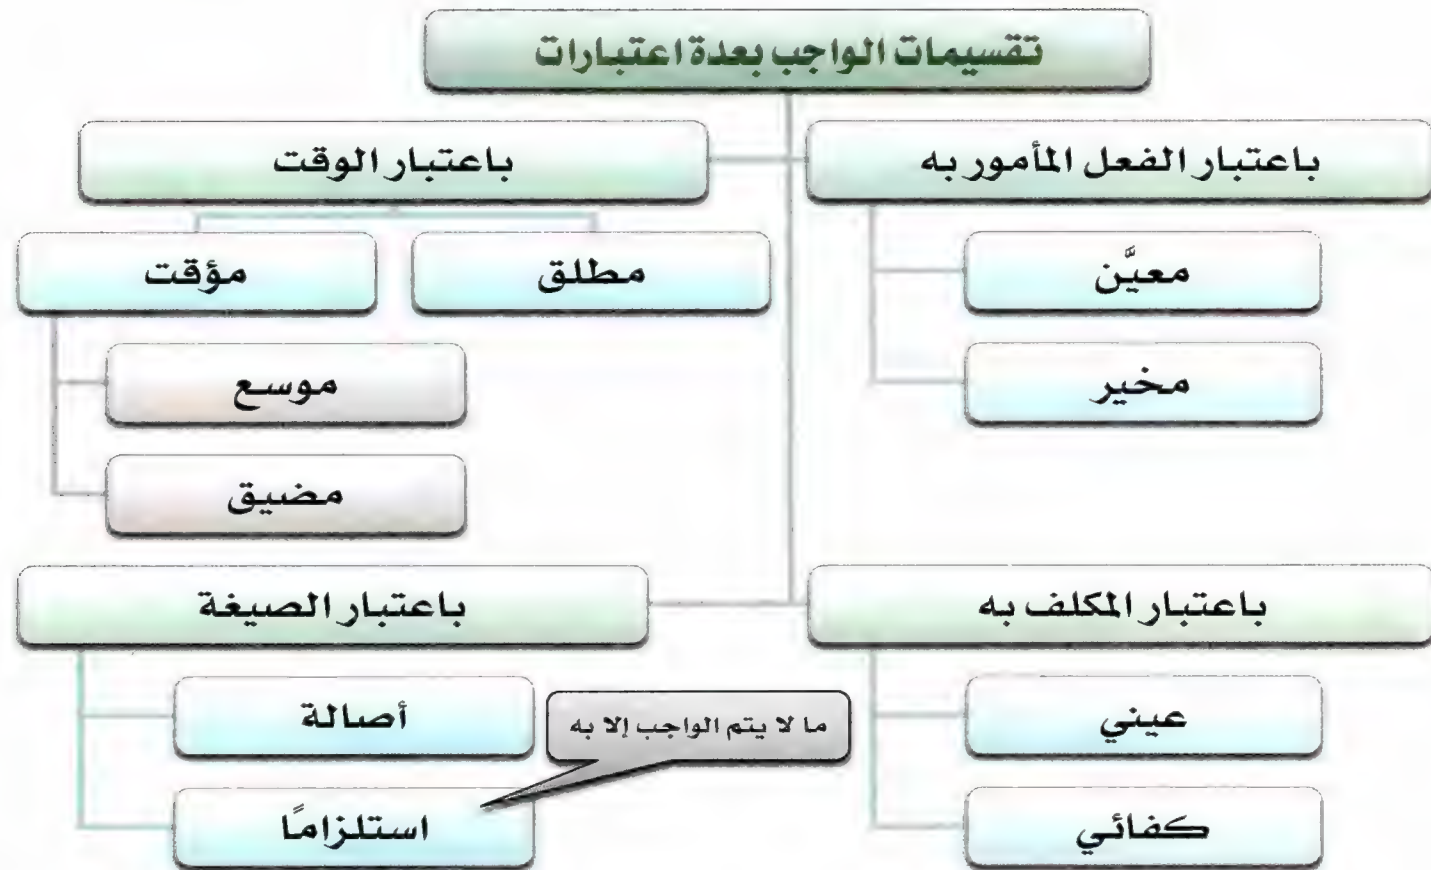 تقسيمات الواجب بعدة اعتبارات
باعتبار الفعل المأمور به
معيَّن
مخير
باعتبار الوقت
مطلق
مؤقت
موسع
مضيق
باعتبار المكلف به
عيني
كفائي
باعتبار الصيغة
أصالة
ما لا يتم الواجب إلا به
استلزامًا